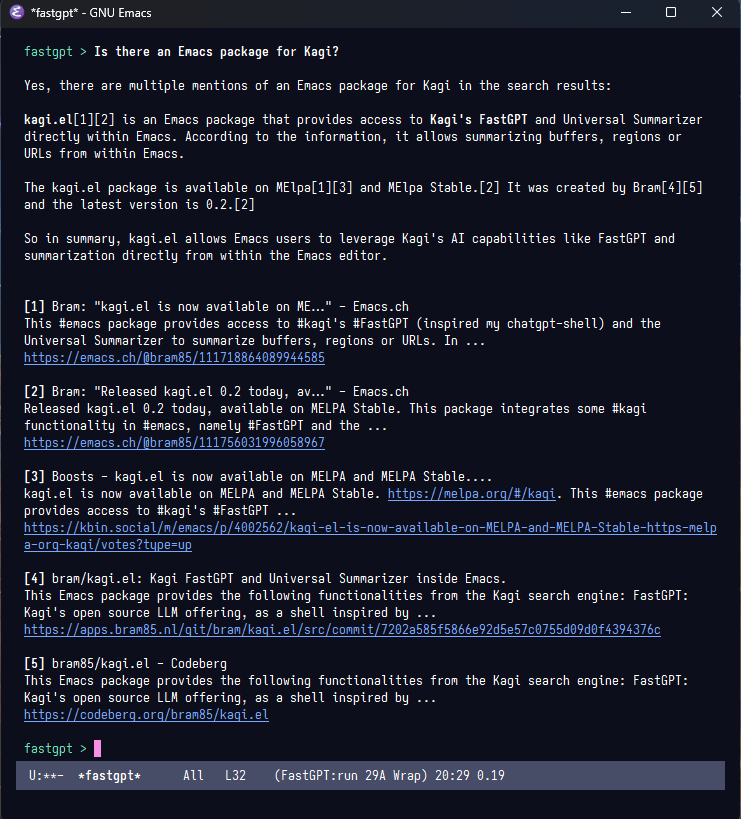 *fastgpt* - GNU Emacs
fastgpt > Is there an Emacs package for Kagi?
Yes, there are multiple mentions of an Emacs package for Kagi in the search results:
kagi.el[1][2] is an Emacs package that provides access to Kagi's FastGPT and Universal Summarizer
directly within Emacs. According to the information, it allows summarizing buffers, regions or
URLs from within Emacs.
The kagi.el package is available on MElpa[1][3] and MElpa Stable.[2] It was created by Bram[4][5]
and the latest version is 0.2.[2]
So in summary, kagi.el allows Emacs users to leverage Kagi's AI capabilities like FastGPT and
summarization directly from within the Emacs editor.
[1] Bram: "kagi.el is now available on ME…" - Emacs.ch
This #emacs package provides access to #kagi's #FastGPT (inspired my chatgpt-shell) and the
Universal Summarizer to summarize buffers, regions or URLs. In ...
https://emacs.ch/@bram85/111718864089944585
[2] Bram: "Released kagi.el 0.2 today, av…" - Emacs.ch
Released kagi.el 0.2 today, available on MELPA Stable. This package integrates some #kagi
functionality in #emacs, namely #FastGPT and the ...
https://emacs.ch/@bram85/111756031996058967
[3] Boosts - kagi.el is now available on MELPA and MELPA Stable....
kagi.el is now available on MELPA and MELPA Stable. https://melpa.org/#/kagi. This #emacs package
provides access to #kagi's #FastGPT ...
https://kbin.social/m/emacs/p/4002562/kagi-el-is-now-available-on-MELPA-and-MELPA-Stable-https-melp
a-org-kagi/votes?type=up
[4] bram/kagi.el: Kagi FastGPT and Universal Summarizer inside Emacs.
This Emacs package provides the following functionalities from the Kagi search engine: FastGPT:
Kagi's open source LLM offering, as a shell inspired by ...
https://apps.bram85.nl/git/bram/kagi.el/src/commit/7202a585f5866e92d5e57c0755d09d0f4394376c
[5] bram85/kagi.el - Codeberg
This Emacs package provides the following functionalities from the Kagi search engine: FastGPT:
Kagi's open source LLM offering, as a shell inspired by ...
https://codeberg.org/bram85/kagi.el
fastgpt >
U:**- *fastgpt* All L32 (FastGPT:run 29A Wrap) 20:29 0.19